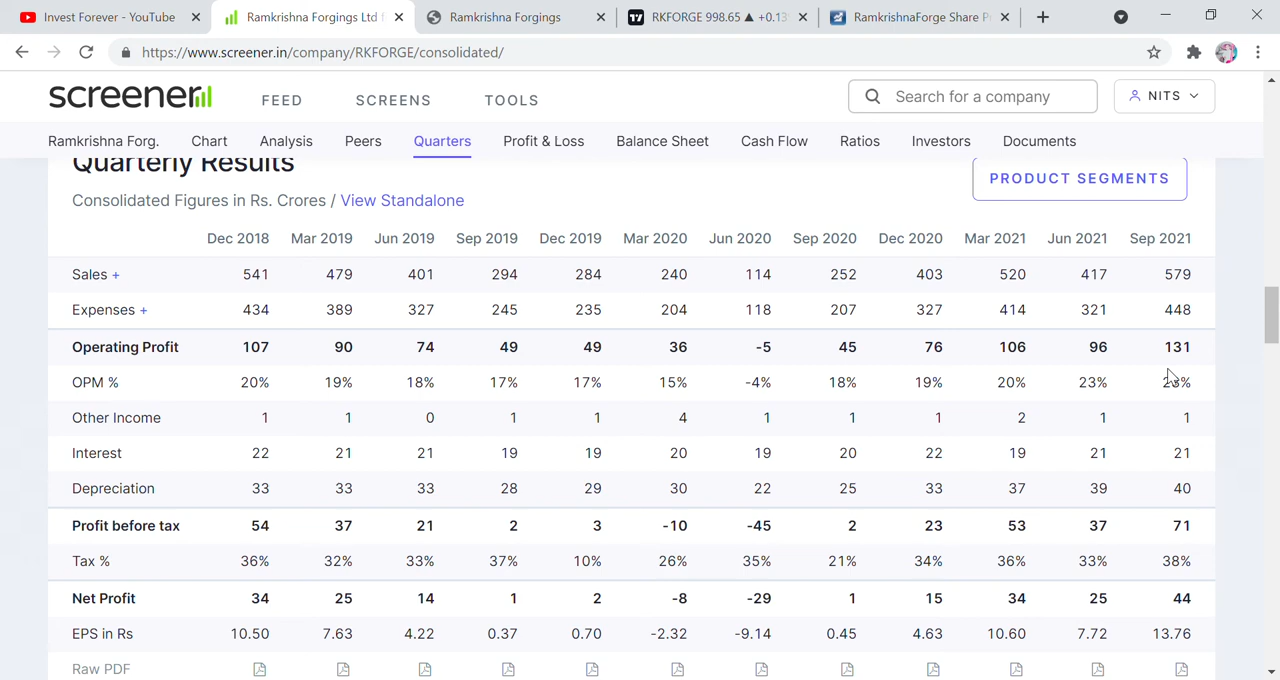 Invest Forever - YouTube
Ramkrishna Forgings Ltd f
Ramkrishna Forgings
RKFORGE 998.65 ▲ +0.13
RamkrishnaForge Share P
https://www.screener.in/company/RKFORGE/consolidated/
screener
FEED SCREENS TOOLS
Search for a company
NITS
Ramkrishna Forg. Chart Analysis Peers Quarters Profit & Loss Balance Sheet Cash Flow Ratios Investors Documents
Quarterly Results
PRODUCT SEGMENTS
Consolidated Figures in Rs. Crores / View Standalone
Dec 2018 Mar 2019 Jun 2019 Sep 2019 Dec 2019 Mar 2020 Jun 2020 Sep 2020 Dec 2020 Mar 2021 Jun 2021 Sep 2021
Sales + 541 479 401 294 284 240 114 252 403 520 417 579
Expenses + 434 389 327 245 235 204 118 207 327 414 321 448
Operating Profit 107 90 74 49 49 36 -5 45 76 106 96 131
OPM % 20% 19% 18% 17% 17% 15% -4% 18% 19% 20% 23% 23%
Other Income 1 1 0 1 1 4 1 1 1 2 1 1
Interest 22 21 21 19 19 20 19 20 22 19 21 21
Depreciation 33 33 33 28 29 30 22 25 33 37 39 40
Profit before tax 54 37 21 2 3 -10 -45 2 23 53 37 71
Tax % 36% 32% 33% 37% 10% 26% 35% 21% 34% 36% 33% 38%
Net Profit 34 25 14 1 2 -8 -29 1 15 34 25 44
EPS in Rs 10.50 7.63 4.22 0.37 0.70 -2.32 -9.14 0.45 4.63 10.60 7.72 13.76
Raw PDF